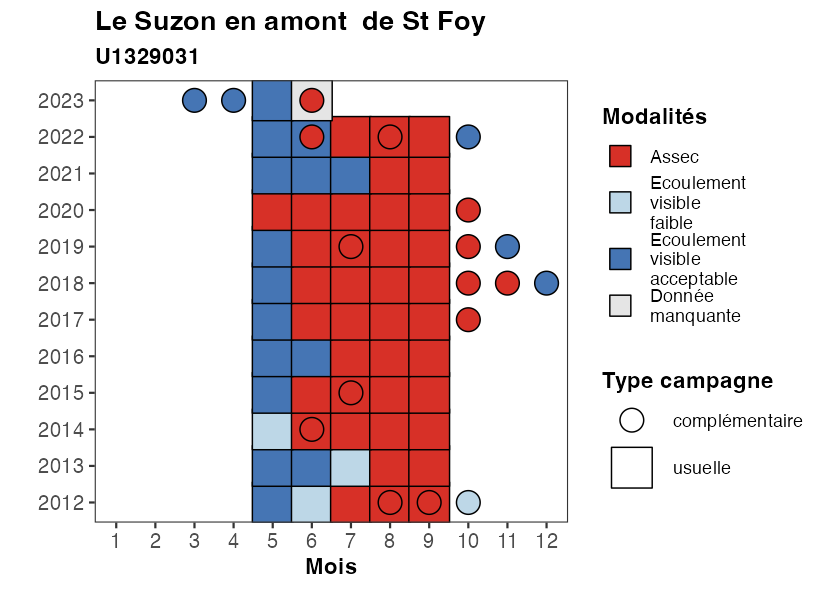 Le Suzon en amont  de St Foy
U1329031
2023
2022
2021
2020
2019
2018
2017
2016
2015
2014
2013
2012
1 2 3 4 5 6 7 8 9 10 11 12
Mois
Modalités
Assec
Ecoulement
visible
faible
Ecoulement
visible
acceptable
Donnée
manquante
Type campagne
complémentaire
usuelle